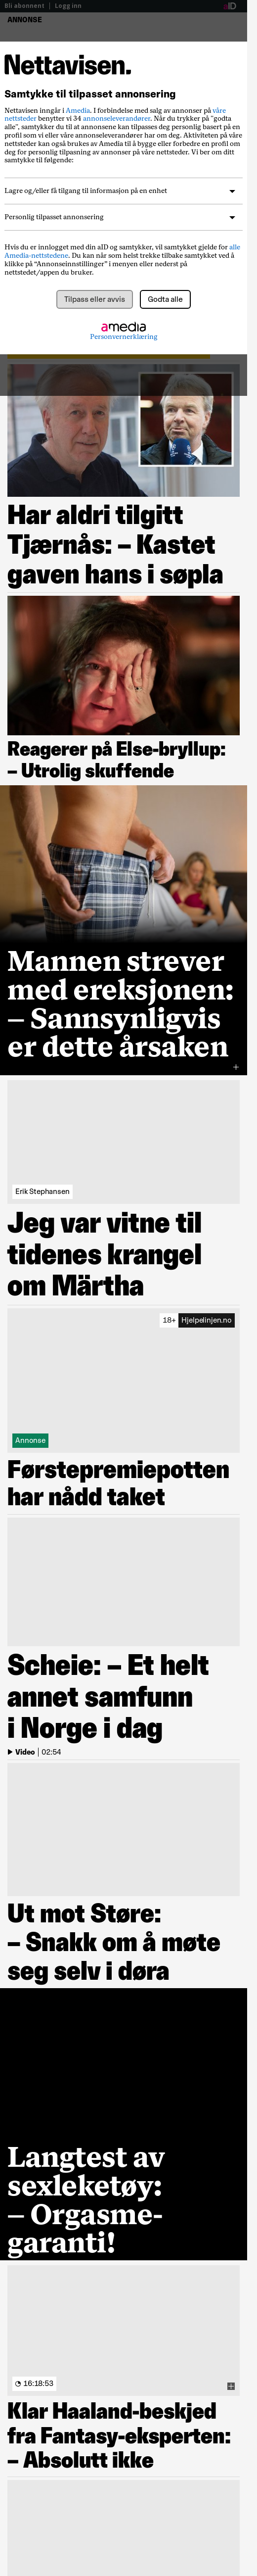 Bli abonnent | Logg inn
aID
ANNONSE
Nettavisen.
Samtykke til tilpasset annonsering
Nettavisen inngår i Amedia. I forbindelse med salg av annonser på våre
nettsteder benytter vi 34 annonseleverandører. Når du trykker på "godta
alle", samtykker du til at annonsene kan tilpasses deg personlig basert på en
profil som vi eller annonseleverandører har om deg. Aktiviteten på våre
nettsteder kan også brukes av Amedia til å bygge eller forbedre en profil om
deg for personlig tilpasning av annonser på våre nettsteder. Vi ber om ditt
samtykke til følgende:
Lagre og/eller få tilgang til informasjon på en enhet
Personlig tilpasset annonsering
Hvis du er innlogget med din aID og samtykker, vil samtykket gjelde for alle
Amedia-nettstedene. Du kan når som helst trekke tilbake samtykket ved å
klikke på “Annonseinnstillinger” i menyen eller nederst på
nettstedet/appen du bruker.
Tilpass eller avvis
Godta alle
amedia
Personvernerklæring
Har aldri tilgitt
Tjærnås: – Kastet
gaven hans i søpla
Reagerer på Else-bryllup:
– Utrolig skuffende
Mannen strever
med ereksjonen:
– Sannsynligvis
er dette årsaken
Erik Stephansen
Jeg var vitne til
tidenes krangel
om Märtha
18+ Hjelpelinjen.no
Annonse
Førstepremiepotten
har nådd taket
Scheie: – Et helt
annet samfunn
i Norge i dag
Video | 02:54
Ut mot Støre:
– Snakk om å møte
seg selv i døra
Langtest av
sexleketøy:
– Orgasme-
garanti!
16:18:53
Klar Haaland-beskjed
fra Fantasy-eksperten:
– Absolutt ikke